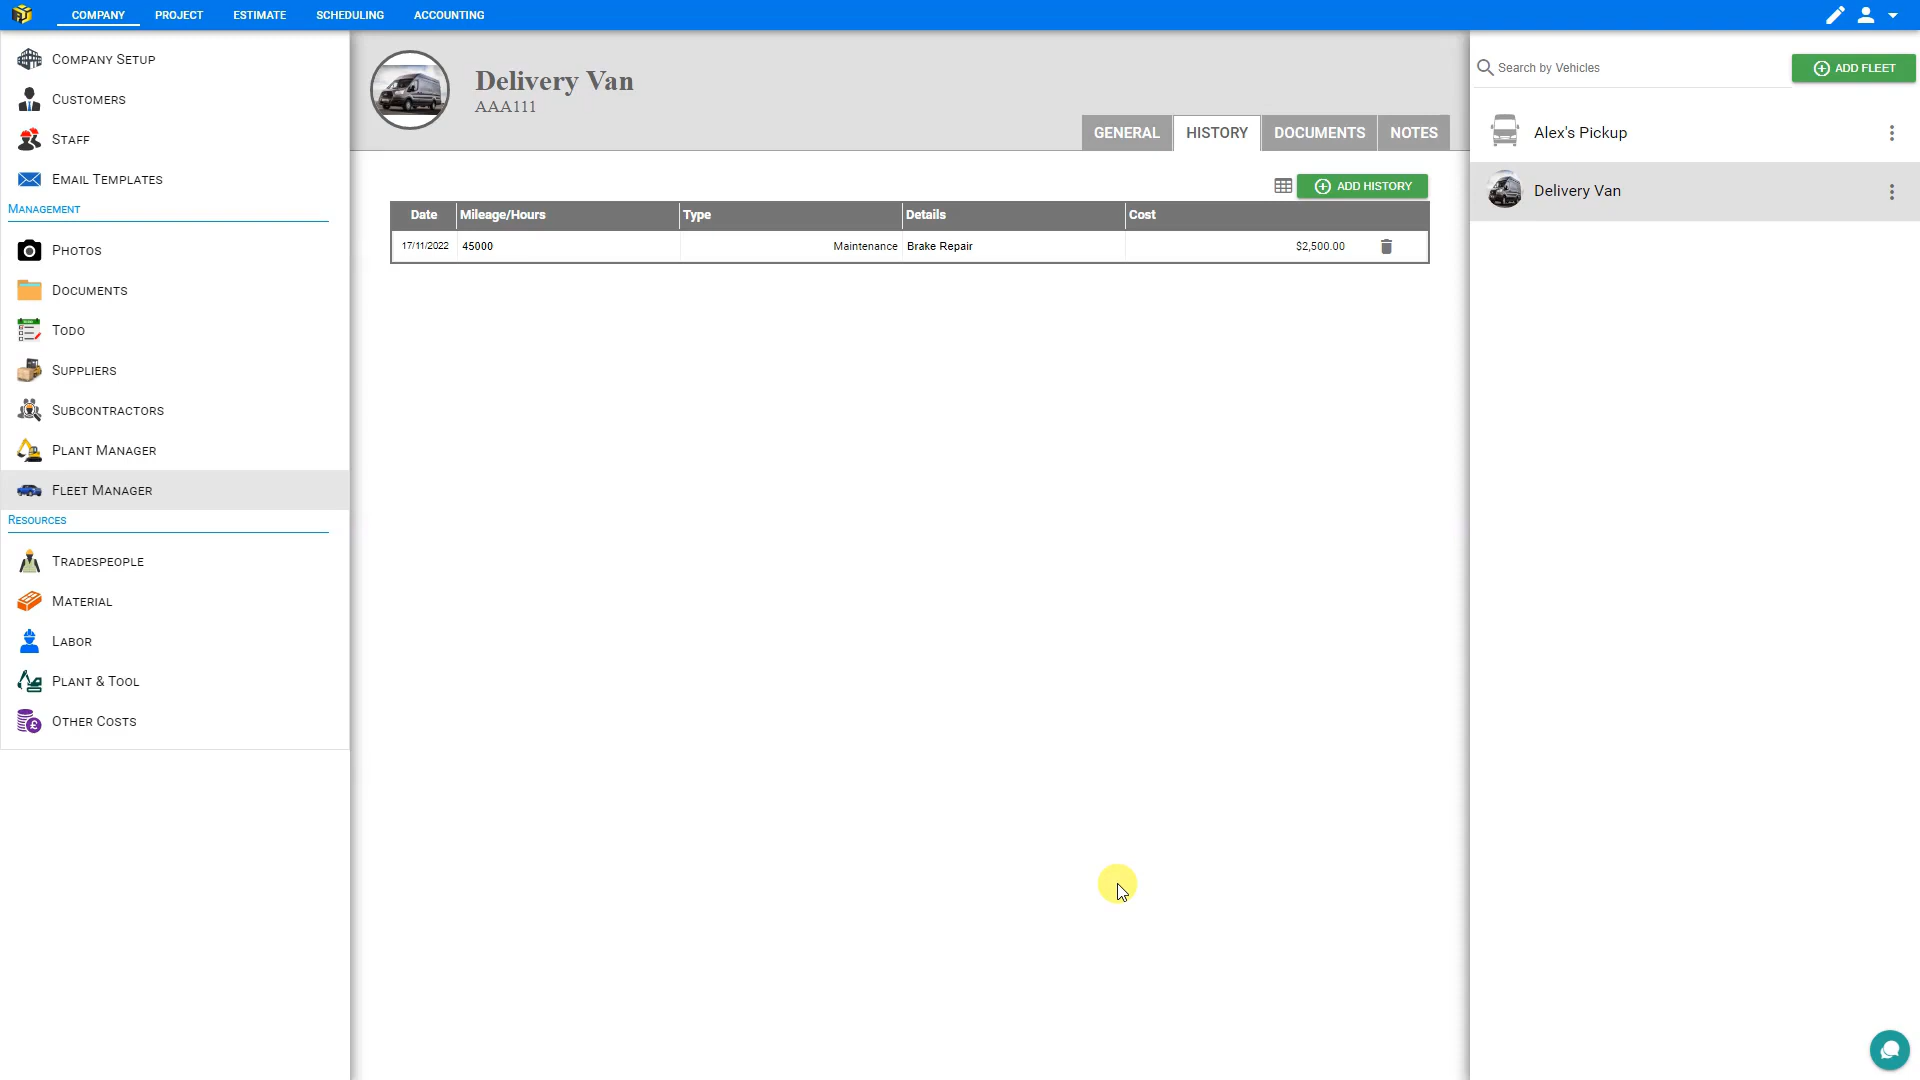 COMPANY PROJECT ESTIMATE SCHEDULING ACCOUNTING
Company Setup
Customers
Staff
Email Templates
Management
Photos
Documents
Todo
Suppliers
Subcontractors
Plant Manager
Fleet Manager
Resources
Tradespeople
Material
Labor
Plant & Tool
Other Costs
Delivery Van
AAA111
GENERAL HISTORY DOCUMENTS NOTES
ADD HISTORY
Date Mileage/Hours Type Details Cost
17/11/2022 45000 Maintenance Brake Repair $2,500.00
Search by Vehicles
ADD FLEET
Alex's Pickup
Delivery Van